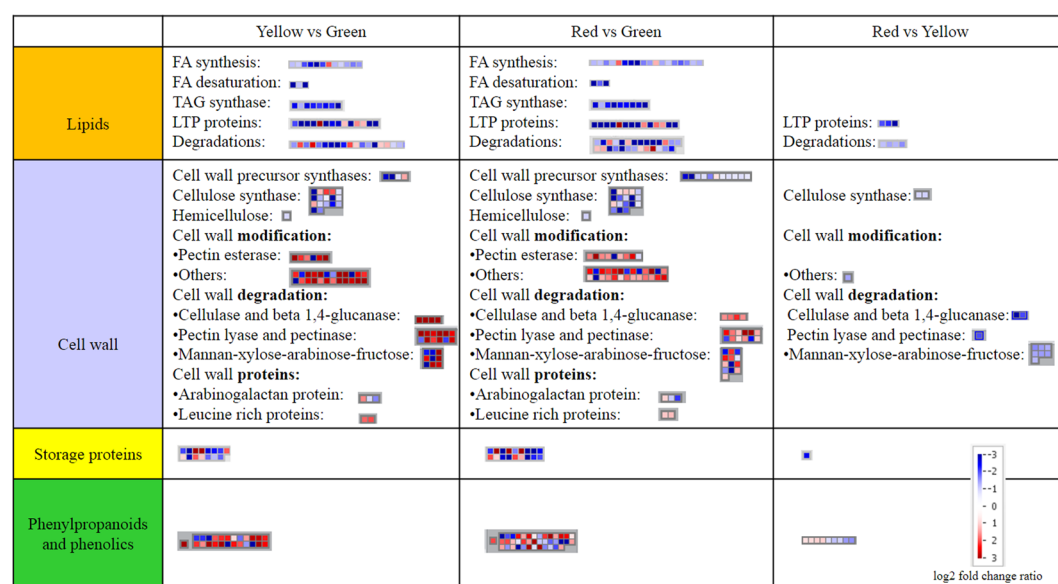 Yellow vs Green
Red vs Green
Red vs Yellow
Lipids
FA synthesis:
FA desaturation:
TAG synthase:
LTP proteins:
Degradations:
FA synthesis:
FA desaturation:
TAG synthase:
LTP proteins:
Degradations:
LTP proteins:
Degradations:
Cell wall
Cell wall precursor synthases:
Cellulose synthase:
Hemicellulose:
Cell wall modification:
•Pectin esterase:
•Others:
Cell wall degradation:
•Cellulase and beta 1,4-glucanase:
•Pectin lyase and pectinase:
•Mannan-xylose-arabinose-fructose:
Cell wall proteins:
•Arabinogalactan protein:
•Leucine rich proteins:
Cell wall precursor synthases:
Cellulose synthase:
Hemicellulose:
Cell wall modification:
•Pectin esterase:
•Others:
Cell wall degradation:
•Cellulase and beta 1,4-glucanase:
•Pectin lyase and pectinase:
•Mannan-xylose-arabinose-fructose:
Cell wall proteins:
•Arabinogalactan protein:
•Leucine rich proteins:
Cellulose synthase:
Cell wall modification:
•Others:
Cell wall degradation:
Cellulase and beta 1,4-glucanase:
Pectin lyase and pectinase:
•Mannan-xylose-arabinose-fructose:
Storage proteins
Phenylpropanoids
and phenolics
-3
-2
-1
0
1
2
3
log2 fold change ratio